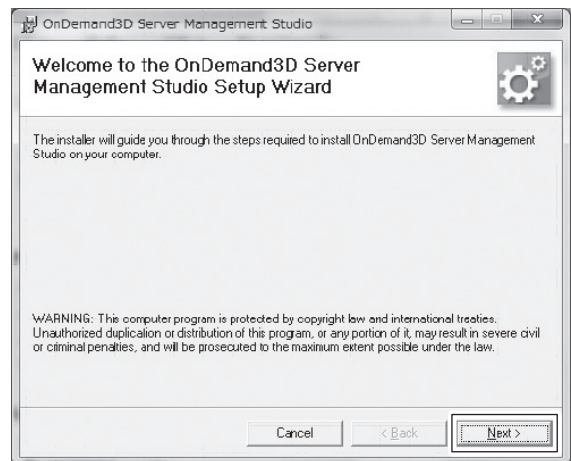 OnDemand3D Server Management Studio
Welcome to the OnDemand3D Server
Management Studio Setup Wizard
The installer will guide you through the steps required to install OnDemand3D Server Management
Studio on your computer.
WARNING: This computer program is protected by copyright law and international treaties.
Unauthorized duplication or distribution of this program, or any portion of it, may result in severe civil
or criminal penalties, and will be prosecuted to the maximum extent possible under the law.
Cancel
< Back
Next >